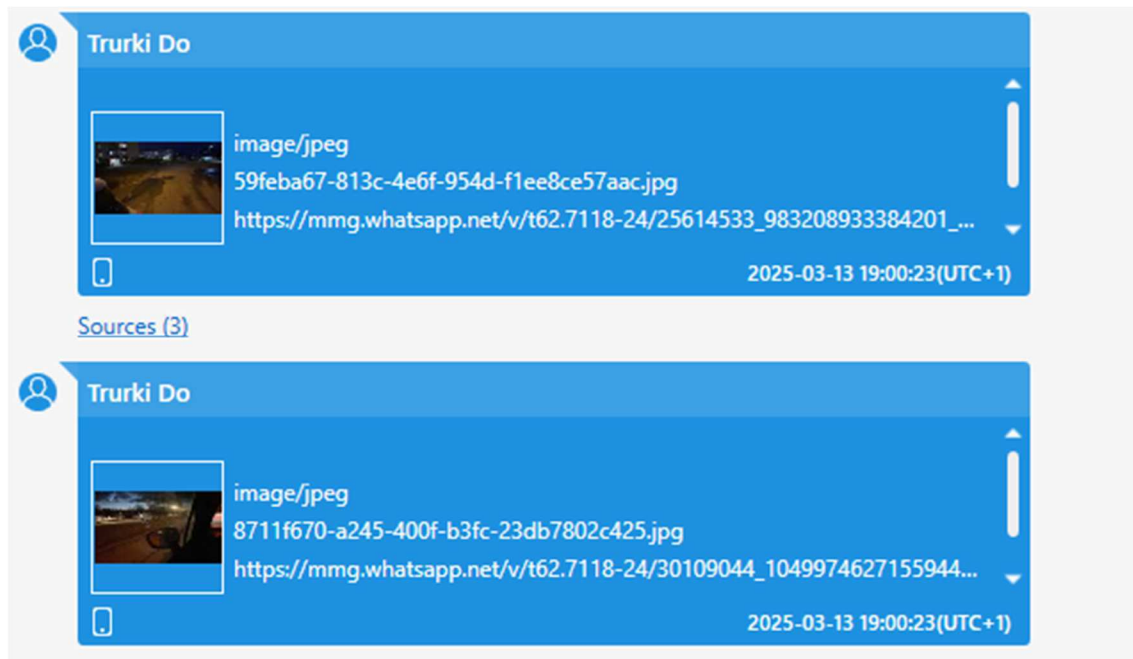 Trurki Do
image/jpeg
59feba67-813c-4e6f-954d-f1ee8ce57aac.jpg
https://mmg.whatsapp.net/v/t62.7118-24/25614533_983208933384201_...
2025-03-13 19:00:23(UTC+1)
Sources (3)
Trurki Do
image/jpeg
8711f670-a245-400f-b3fc-23db7802c425.jpg
https://mmg.whatsapp.net/v/t62.7118-24/30109044_1049974627155944...
2025-03-13 19:00:23(UTC+1)